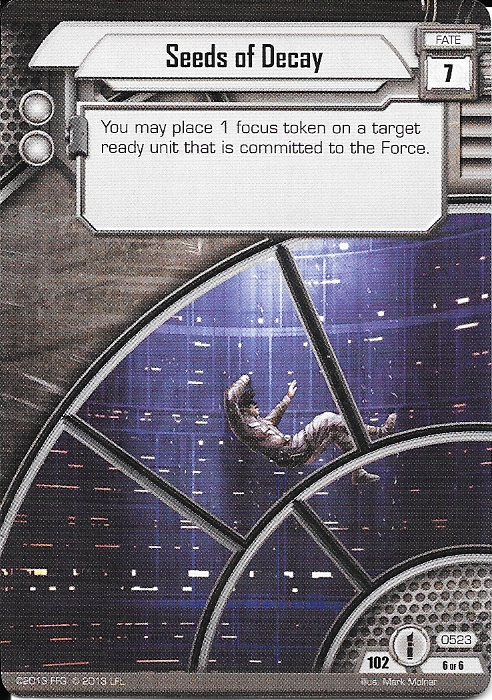 Seeds of Decay
FATE
7
You may place 1 focus token on a target
ready unit that is committed to the Force.
0523
102
6 of 6
©2013 FFG © 2013 LFL
Illus. Mark Molnar